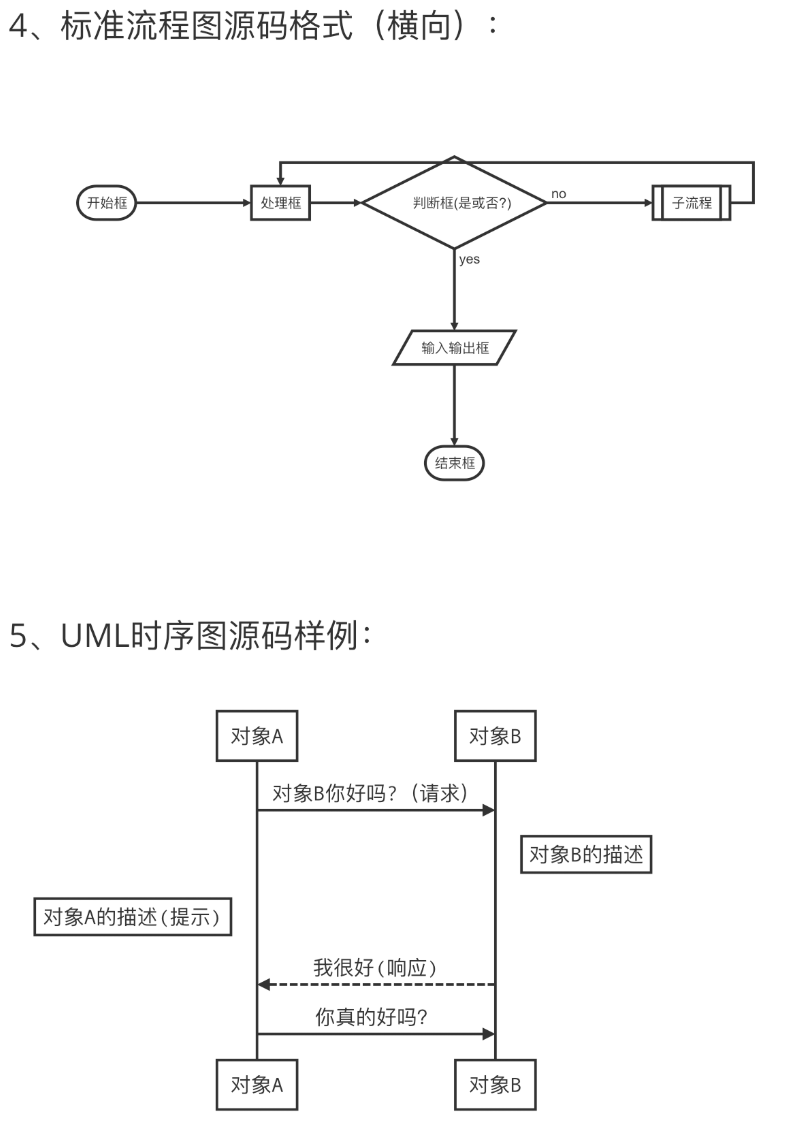 4、标准流程图源码格式（横向）：
开始框
处理框
判断框(是或否?)
no
子流程
yes
输入输出框
结束框
5、UML时序图源码样例：
对象A
对象B
对象B你好吗?（请求）
对象B的描述
对象A的描述(提示)
我很好(响应)
你真的好吗?
对象A
对象B